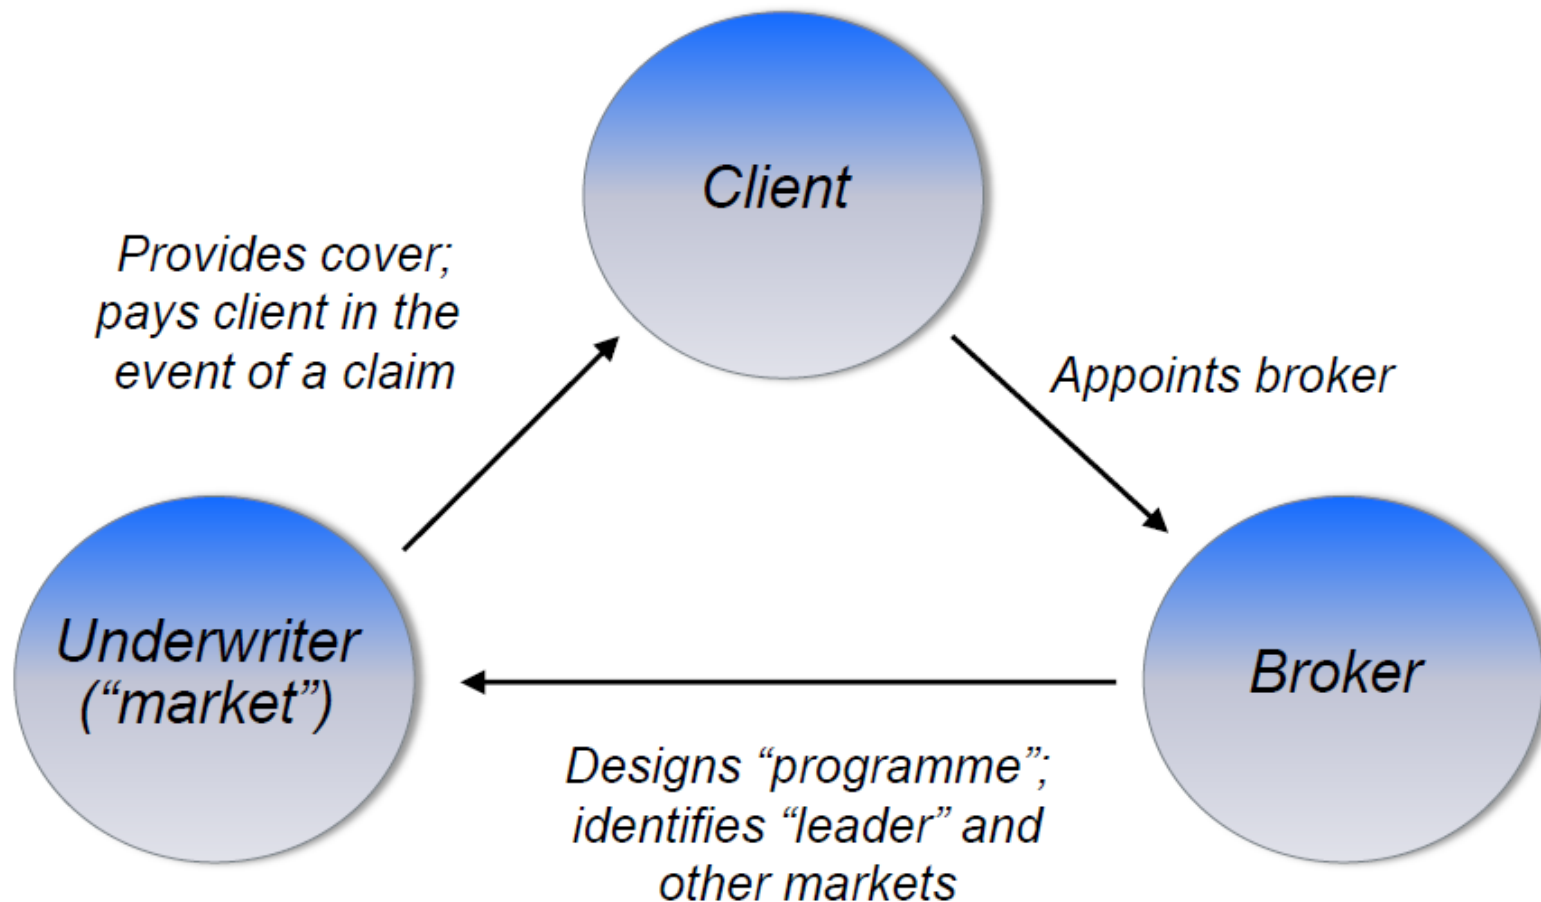 Client
Provides cover;
pays client in the
event of a claim
Appoints broker
Underwriter
(“market”)
Broker
Designs “programme”;
identifies “leader” and
other markets